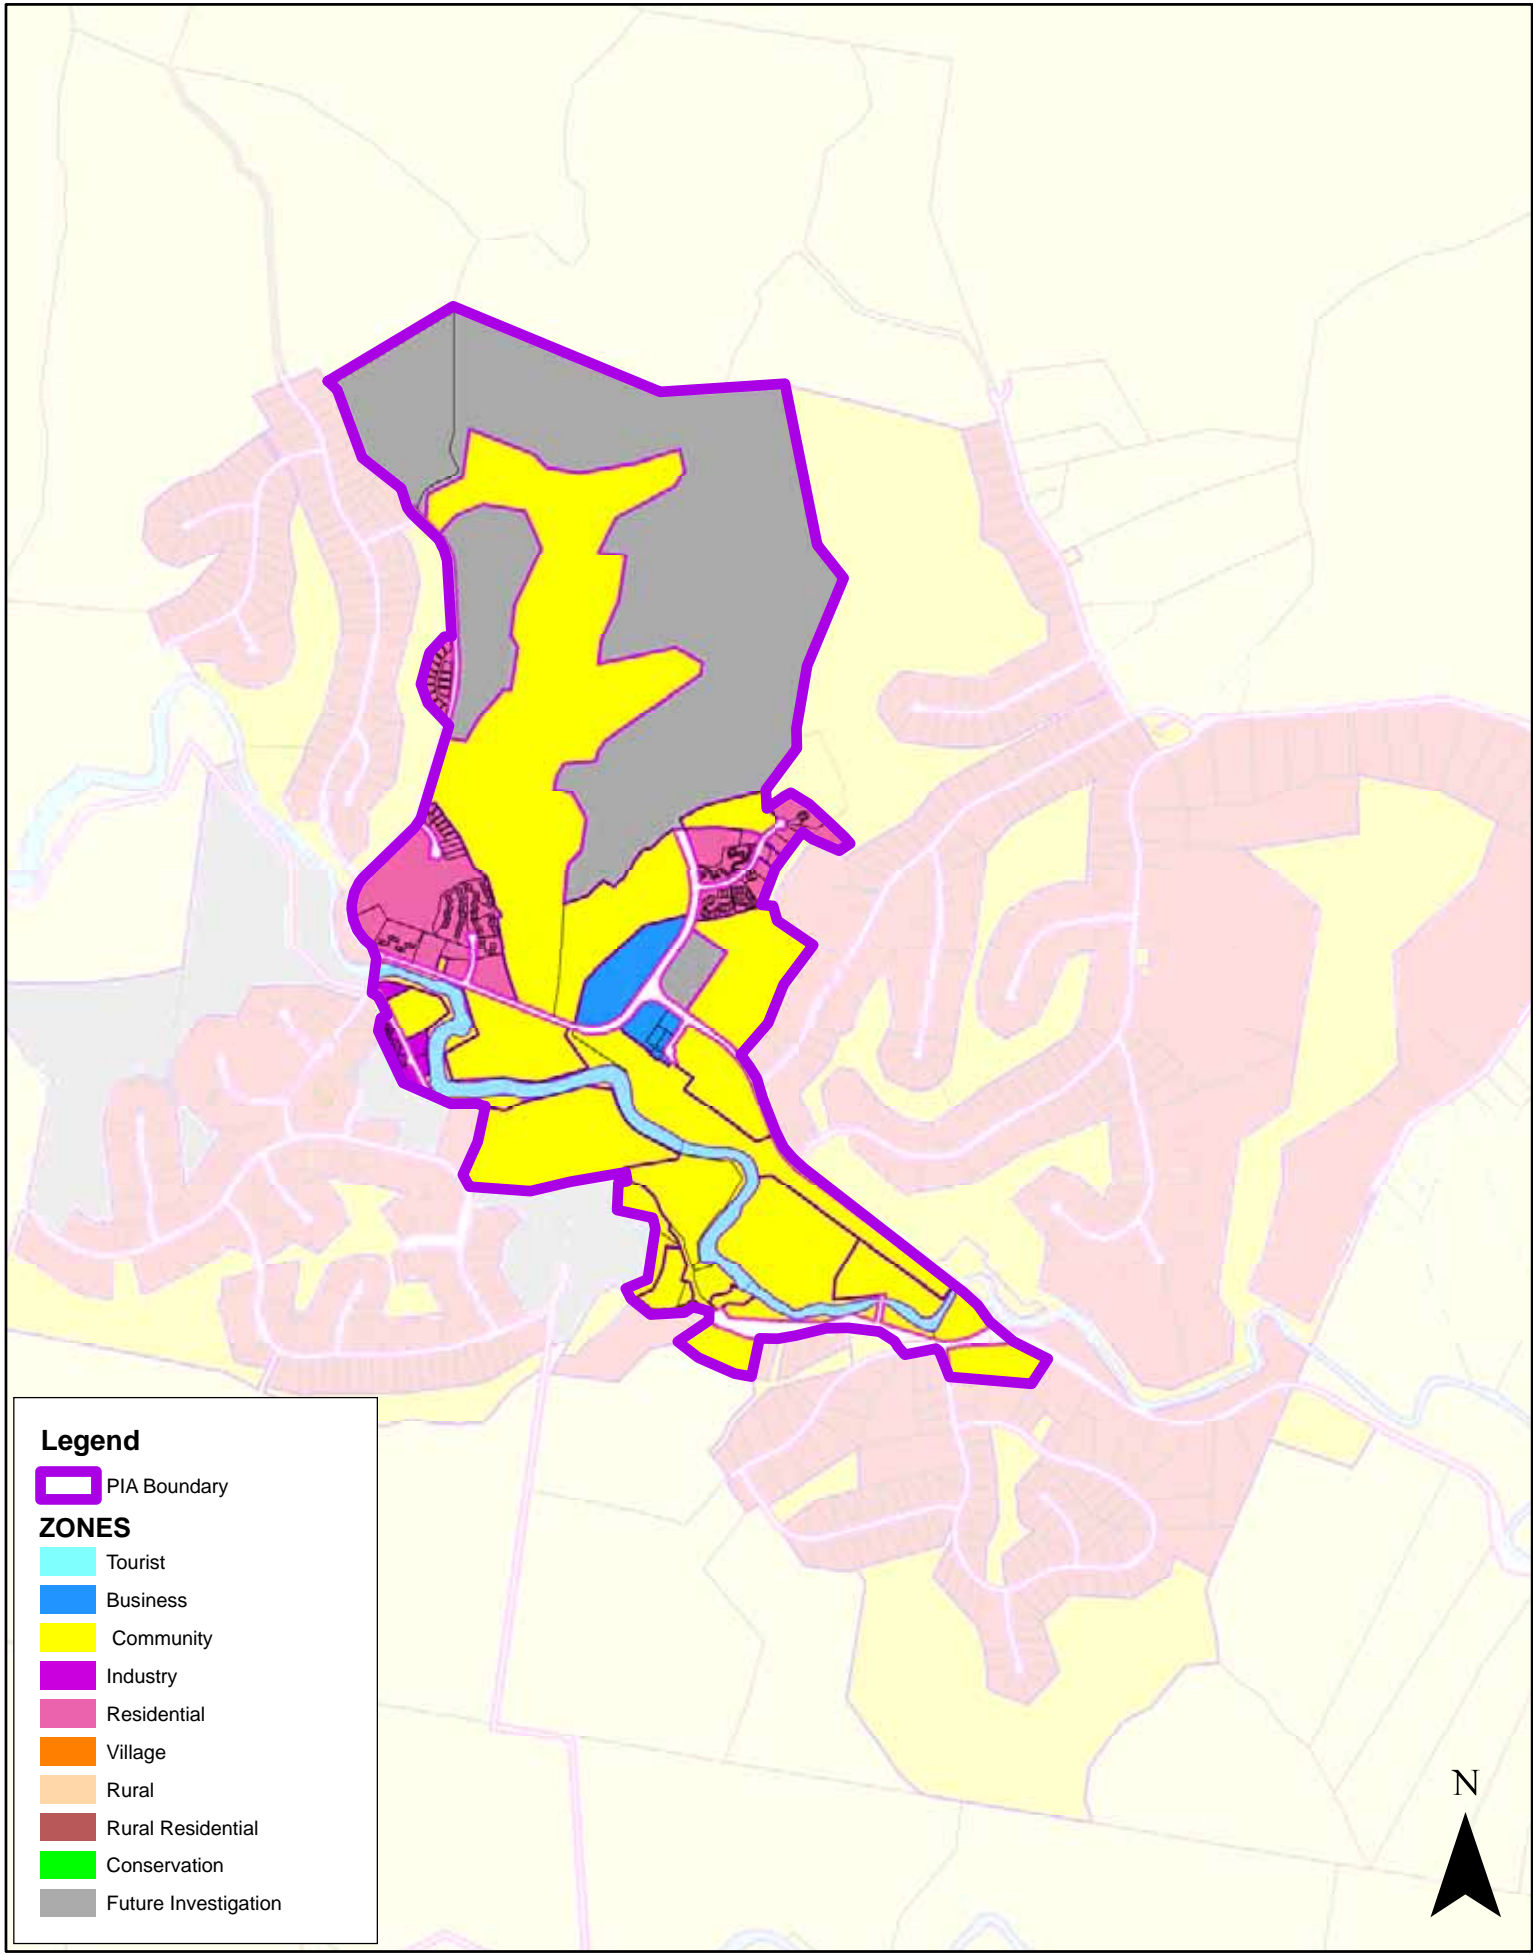 Legend
PIA Boundary
ZONES
Tourist
Business
Community
Industry
Residential
Village
Rural
Rural Residential
Conservation
Future Investigation
N